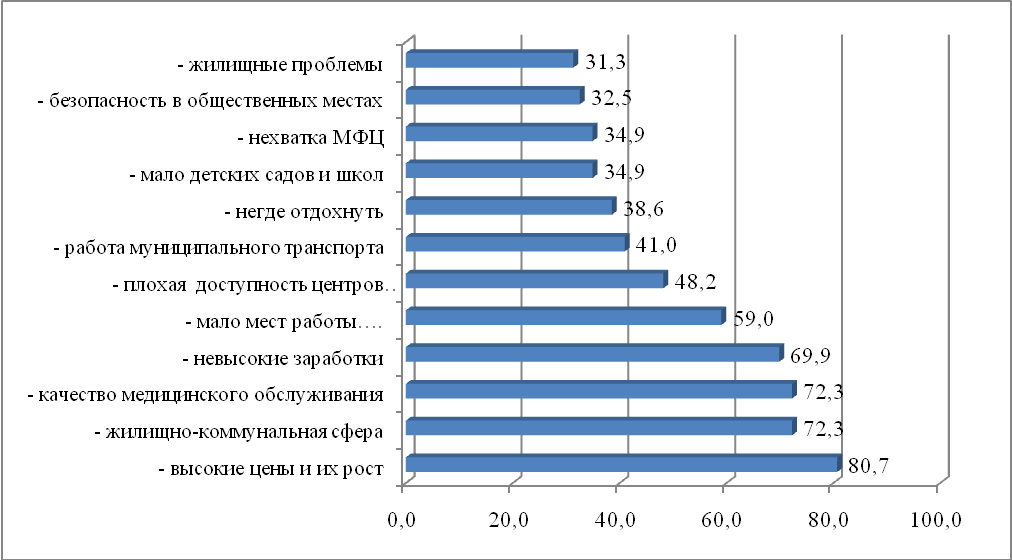 - жилищные проблемы 31,3
- безопасность в общественных местах 32,5
- нехватка МФЦ 34,9
- мало детских садов и школ 34,9
- негде отдохнуть 38,6
- работа муниципального транспорта 41,0
- плохая доступность центров.. 48,2
- мало мест работы…. 59,0
- невысокие заработки 69,9
- качество медицинского обслуживания 72,3
- жилищно-коммунальная сфера 72,3
- высокие цены и их рост 80,7
0,0 20,0 40,0 60,0 80,0 100,0